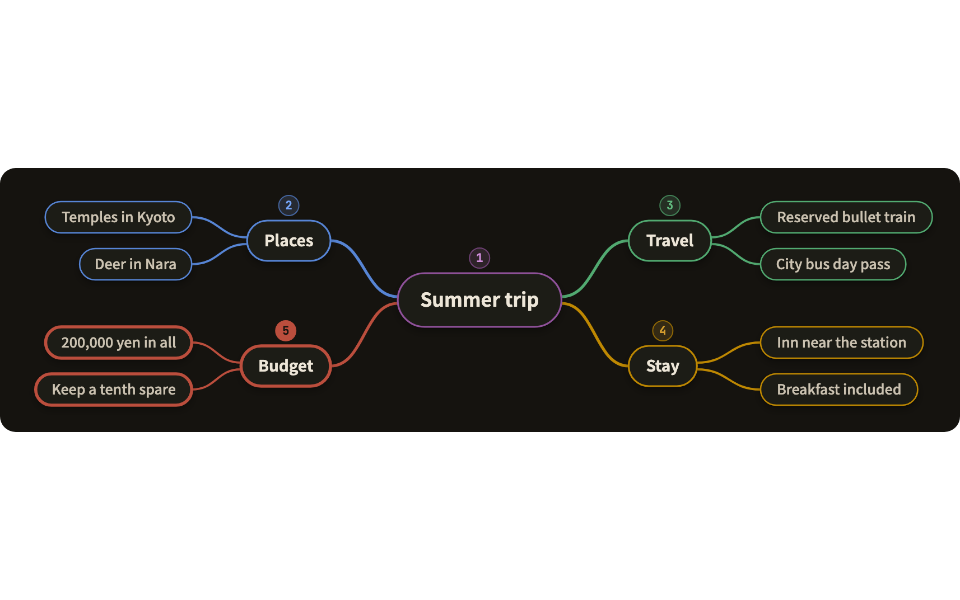 1
Summer trip
2
Places
Temples in Kyoto
Deer in Nara
3
Travel
Reserved bullet train
City bus day pass
4
Stay
Inn near the station
Breakfast included
5
Budget
200,000 yen in all
Keep a tenth spare